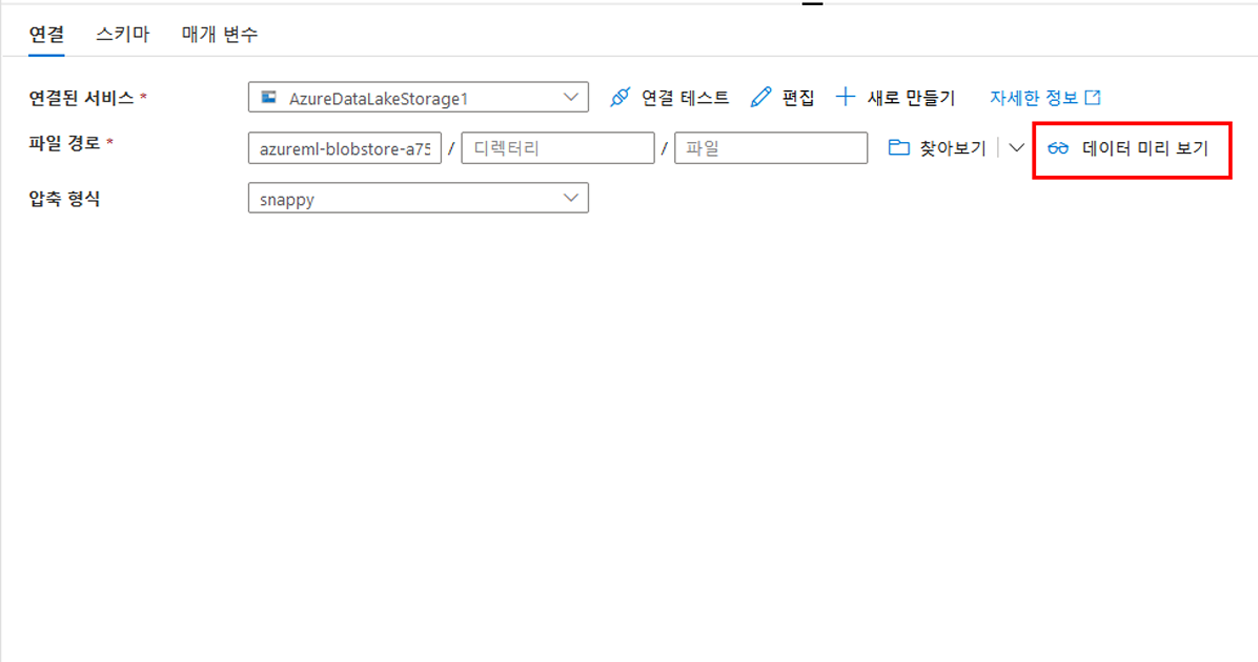 연결 스키마 매개 변수
연결된 서비스 * AzureDataLakeStorage1 연결 테스트 편집 새로 만들기 자세한 정보
파일 경로 * azureml-blobstore-a75 / 디렉터리 / 파일 찾아보기 데이터 미리 보기
압축 형식 snappy